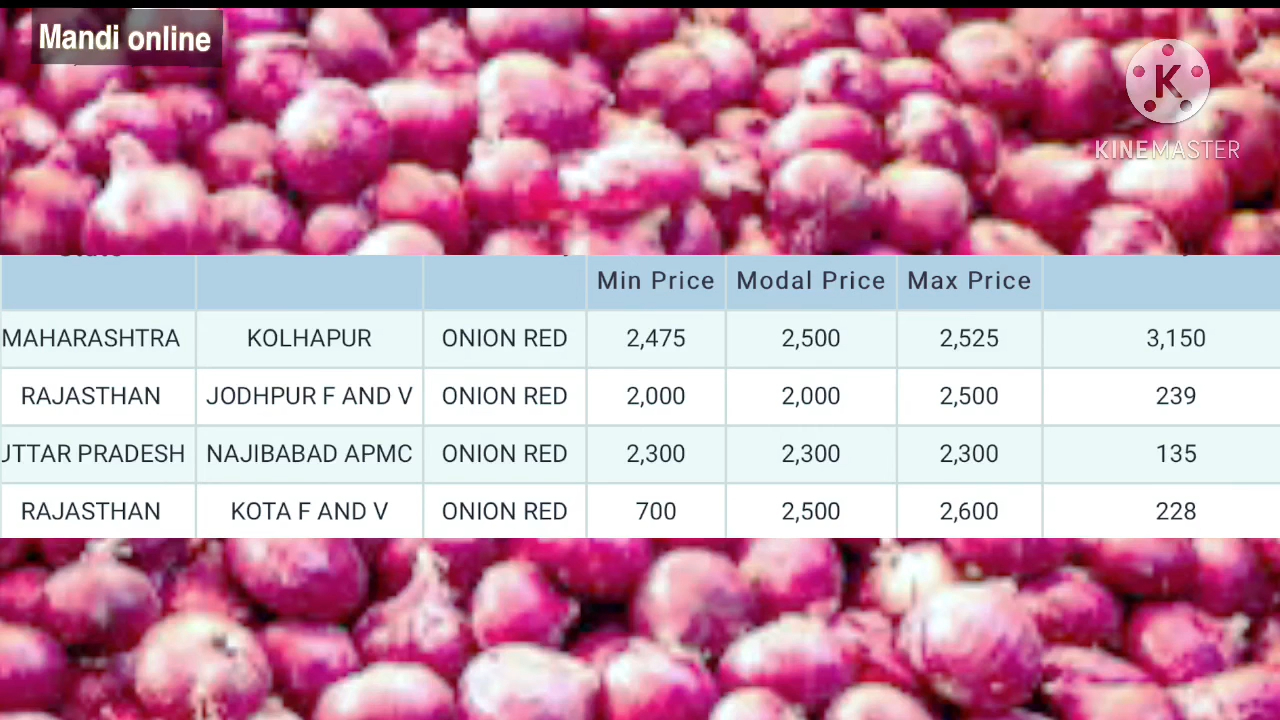 Mandi online
KINEMASTER
Min Price Modal Price Max Price
MAHARASHTRA KOLHAPUR ONION RED 2,475 2,500 2,525 3,150
RAJASTHAN JODHPUR F AND V ONION RED 2,000 2,000 2,500 239
UTTAR PRADESH NAJIBABAD APMC ONION RED 2,300 2,300 2,300 135
RAJASTHAN KOTA F AND V ONION RED 700 2,500 2,600 228